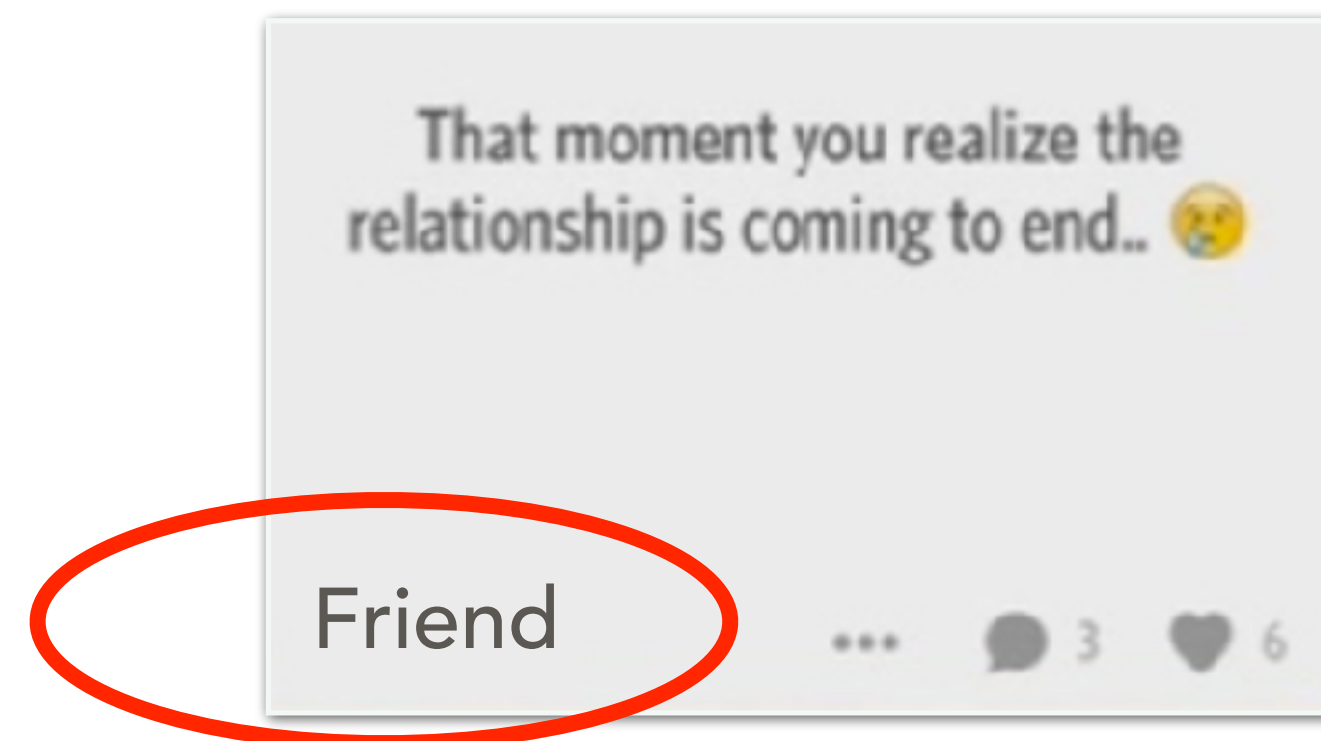 That moment you realize the
relationship is coming to end.. 😢
Friend
••• 3 6